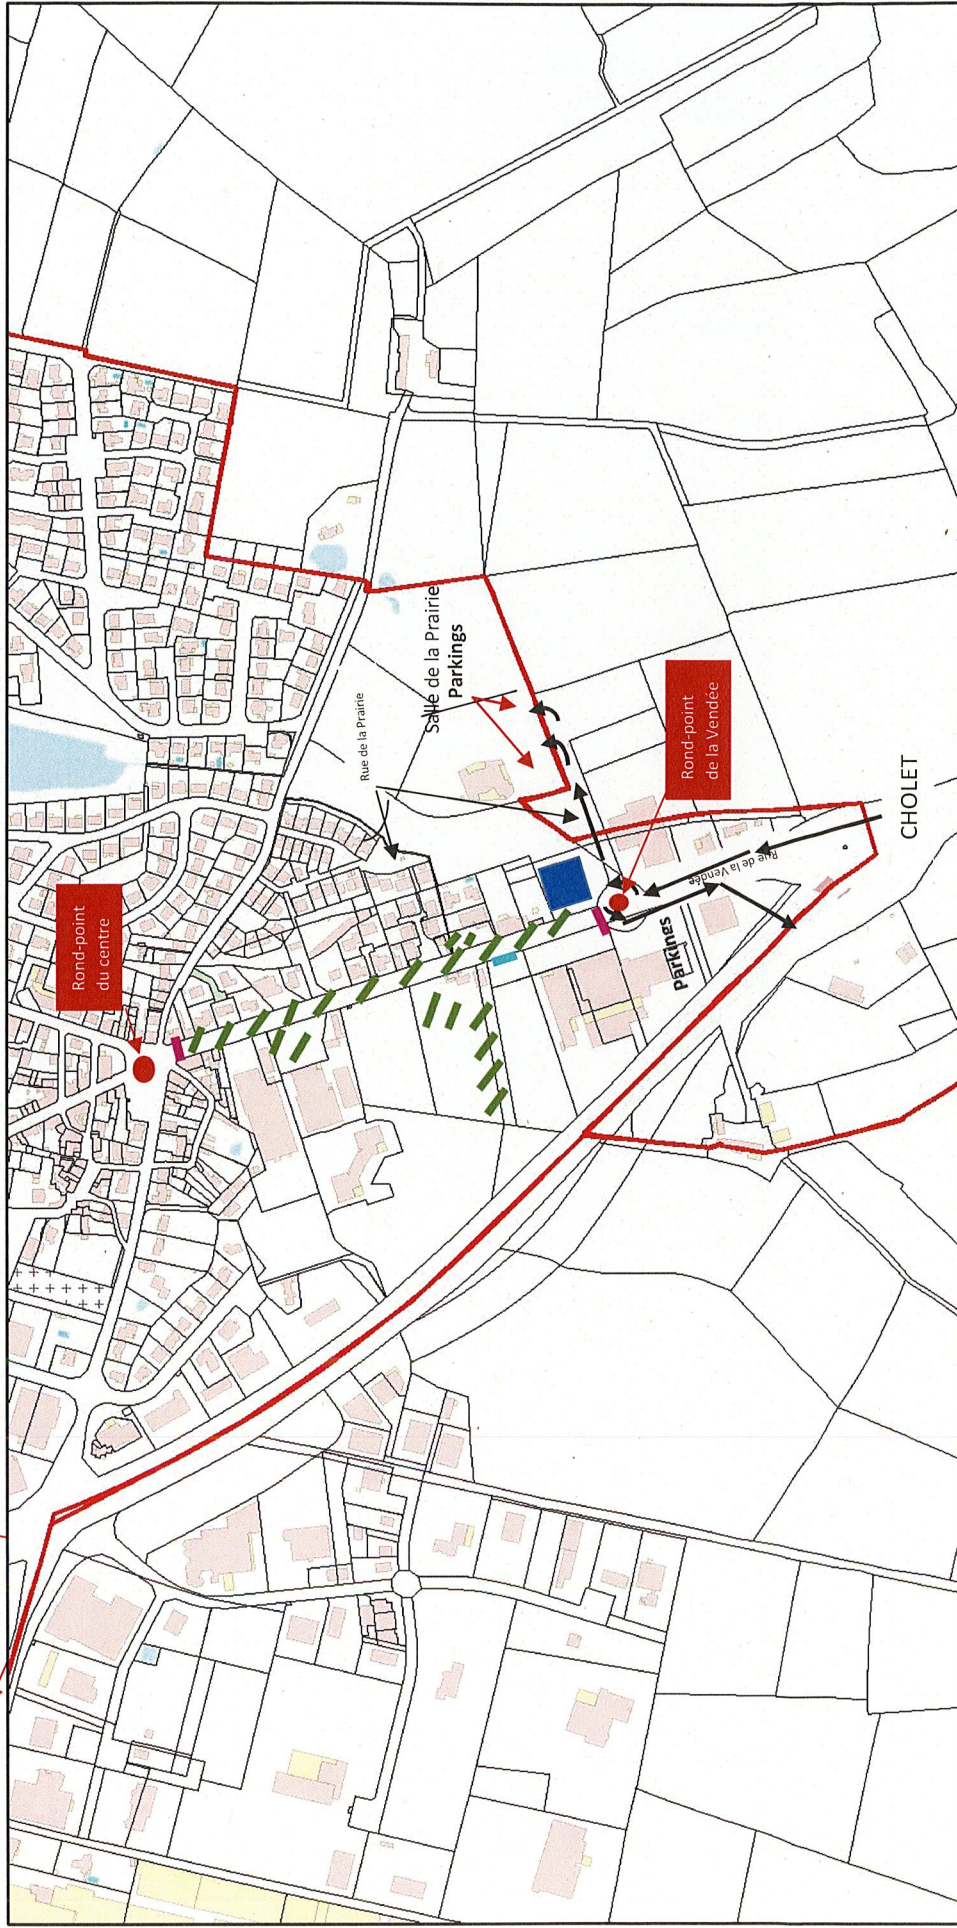 Rond-point
du centre
Rue de la Prairie
Salle de la Prairie
Parkings
Rond-point
de la Vendée
Rue de la Vendée
Parkings
CHOLET